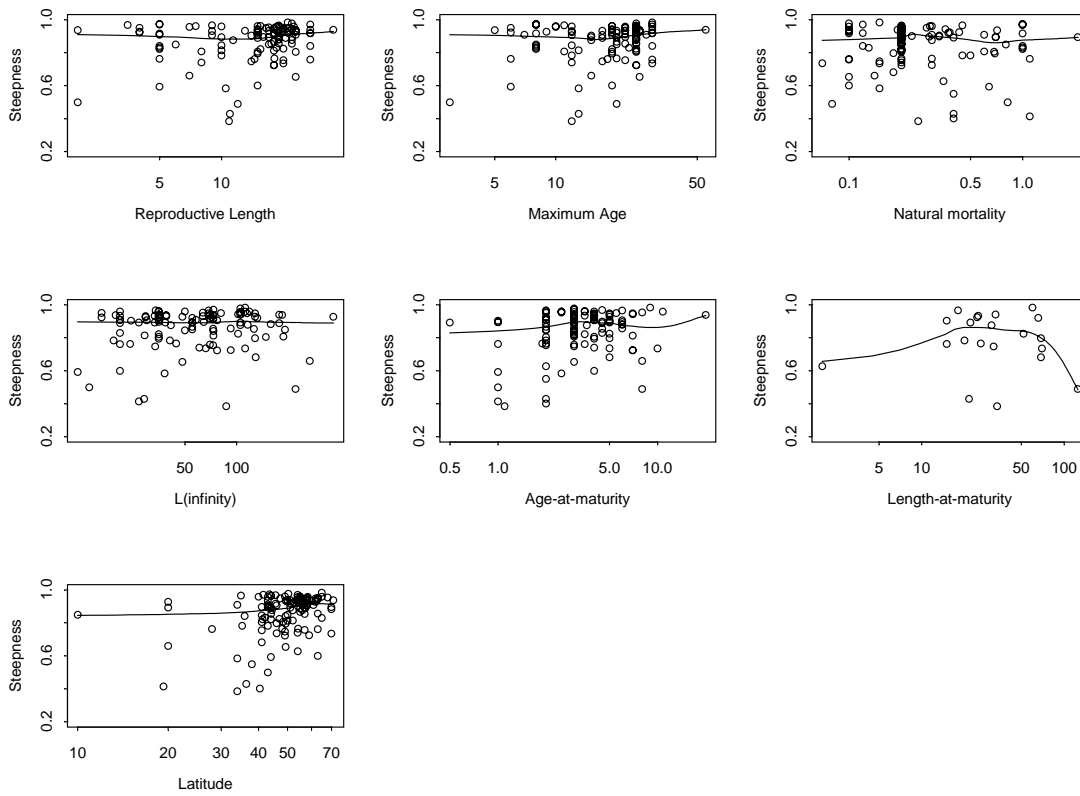 Steepness
0.2 0.6 1.0
5 10
Reproductive Length
Steepness
0.2 0.6 1.0
5 10 50
Maximum Age
Steepness
0.2 0.6 1.0
0.1 0.5 1.0
Natural mortality
Steepness
0.2 0.6 1.0
50 100
L(infinity)
Steepness
0.2 0.6 1.0
0.5 1.0 5.0 10.0
Age-at-maturity
Steepness
0.2 0.6 1.0
5 10 50 100
Length-at-maturity
Steepness
0.2 0.6 1.0
10 20 30 40 50 70
Latitude